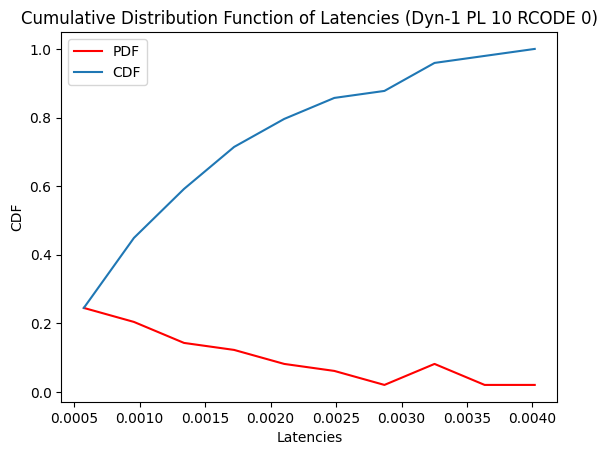 Cumulative Distribution Function of Latencies (Dyn-1 PL 10 RCODE 0)
PDF
CDF
1.0
0.8
0.6
0.4
0.2
0.0
CDF
0.0005 0.0010 0.0015 0.0020 0.0025 0.0030 0.0035 0.0040
Latencies